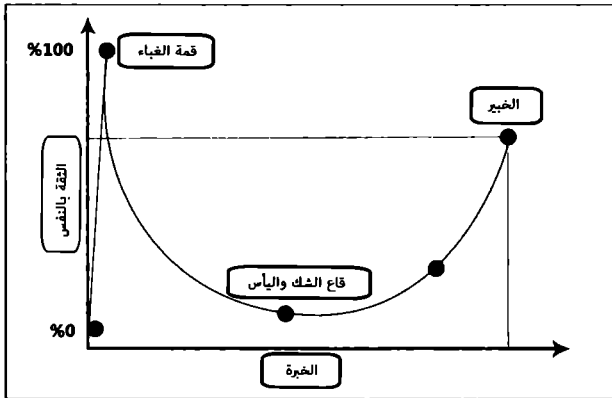 %100
قمة الغباء
الخبير
الثقة بالنفس
قاع الشك واليأس
%0
الخبرة